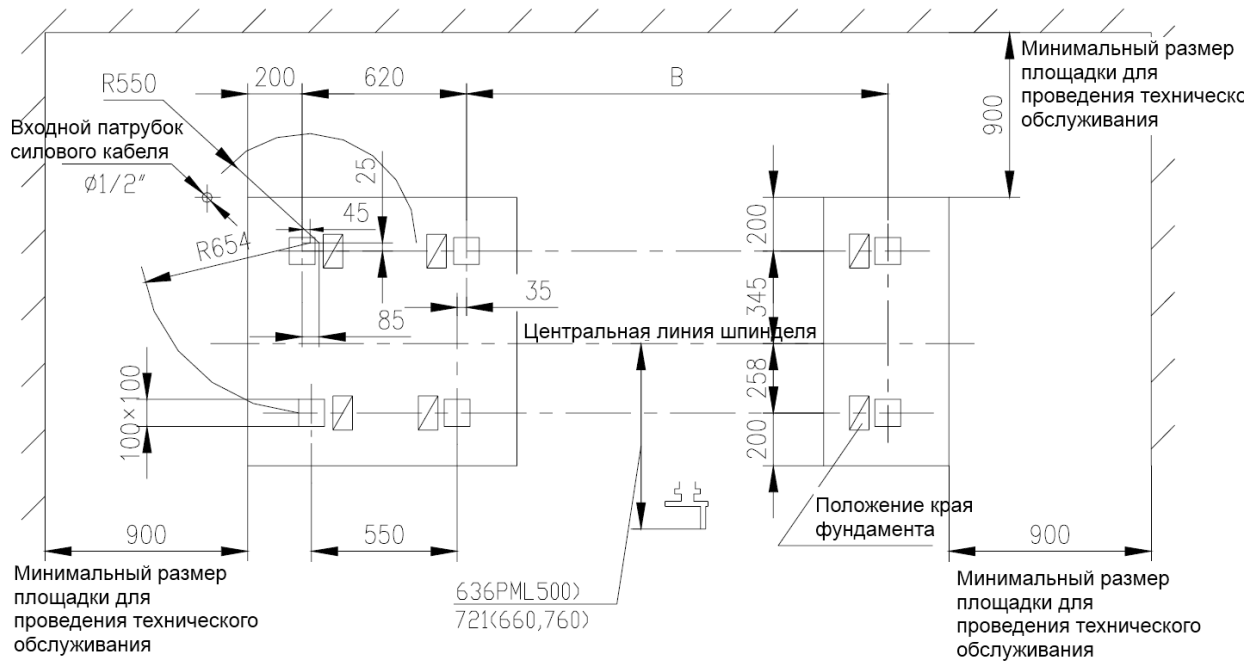 Минимальный размер
площадки для
проведения техническо
обслуживания
R550
200
620
B
900
Входной патрубок
силового кабеля
Ø1/2"
25
45
R654
200
35
345
85
Центральная линия шпинделя
258
100×100
200
Положение края
фундамента
900
550
900
Минимальный размер
площадки для
проведения технического
обслуживания
636PML500)
721(660,760)
Минимальный размер
площадки для
проведения технического
обслуживания